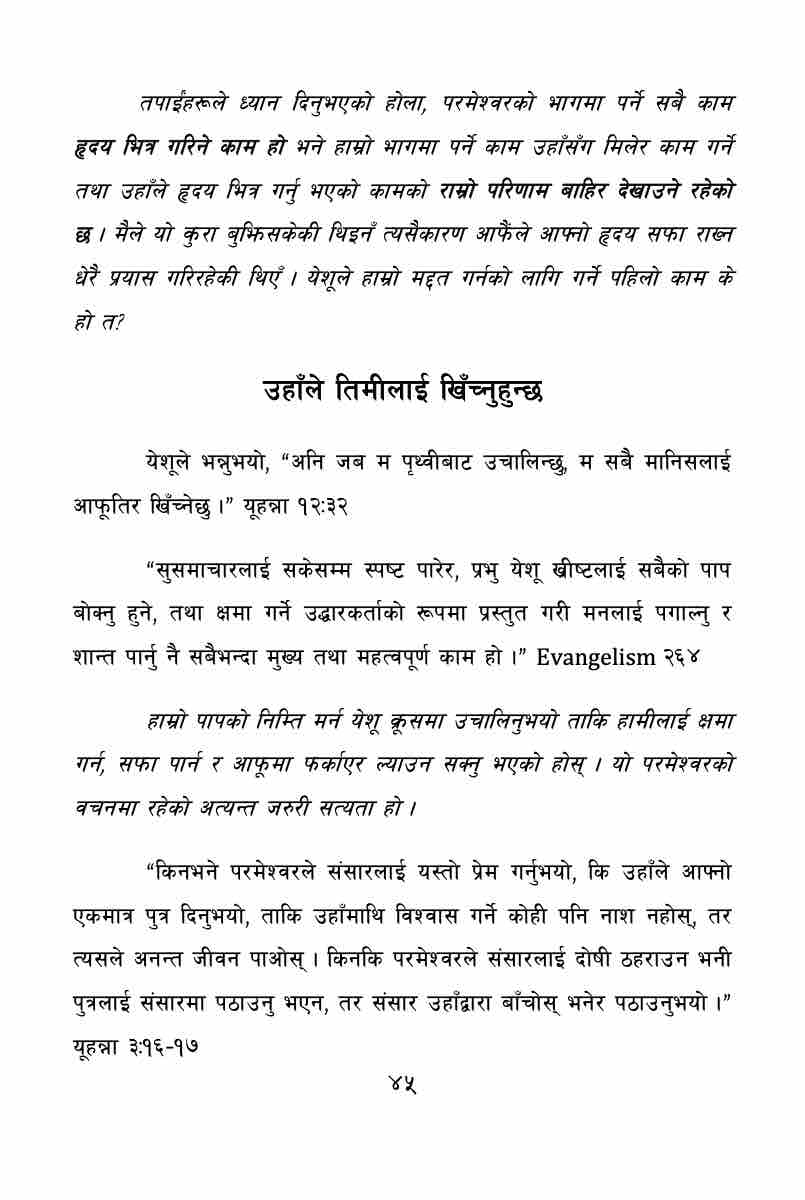 तपाईंहरूले ध्यान दिनुभएको होला, परमेश्वरको भागमा पर्ने सबै काम
हृदय भित्र गरिने काम हो भने हाम्रो भागमा पर्ने काम उहाँसँग मिलेर काम गर्ने
तथा उहाँले हृदय भित्र गर्नु भएको कामको राम्रो परिणाम बाहिर देखाउने रहेको
छ । मैले यो कुरा बुझिसकेकी थिइनँ त्यसैकारण आफैंले आफ्नो हृदय सफा राख्न
धेरै प्रयास गरिरहेकी थिएँ । येशूले हाम्रो मद्दत गर्नको लागि गर्ने पहिलो काम के
हो त?
उहाँले तिमीलाई खिँच्नुहुन्छ
येशूले भन्नुभयो, “अनि जब म पृथ्वीबाट उचालिन्छु, म सबै मानिसलाई
आफूतिर खिँच्नेछु ।” यूहन्ना १२:३२
“सुसमाचारलाई सकेसम्म स्पष्ट पारेर, प्रभु येशू ख्रीष्टलाई सबैको पाप
बोक्नु हुने, तथा क्षमा गर्ने उद्धारकर्ताको रूपमा प्रस्तुत गरी मनलाई पगाल्नु र
शान्त पार्नु नै सबैभन्दा मुख्य तथा महत्वपूर्ण काम हो ।” Evangelism २६४
हाम्रो पापको निम्ति मर्न येशू क्रूसमा उचालिनुभयो ताकि हामीलाई क्षमा
गर्न, सफा पार्न र आफूमा फर्काएर ल्याउन सक्नु भएको होस् । यो परमेश्वरको
वचनमा रहेको अत्यन्त जरुरी सत्यता हो ।
“किनभने परमेश्वरले संसारलाई यस्तो प्रेम गर्नुभयो, कि उहाँले आफ्नो
एकमात्र पुत्र दिनुभयो, ताकि उहाँमाथि विश्वास गर्ने कोही पनि नाश नहोस्, तर
त्यसले अनन्त जीवन पाओस् । किनकि परमेश्वरले संसारलाई दोषी ठहराउन भनी
पुत्रलाई संसारमा पठाउनु भएन, तर संसार उहाँद्वारा बाँचोस् भनेर पठाउनुभयो ।”
यूहन्ना ३:१६-१७
४५